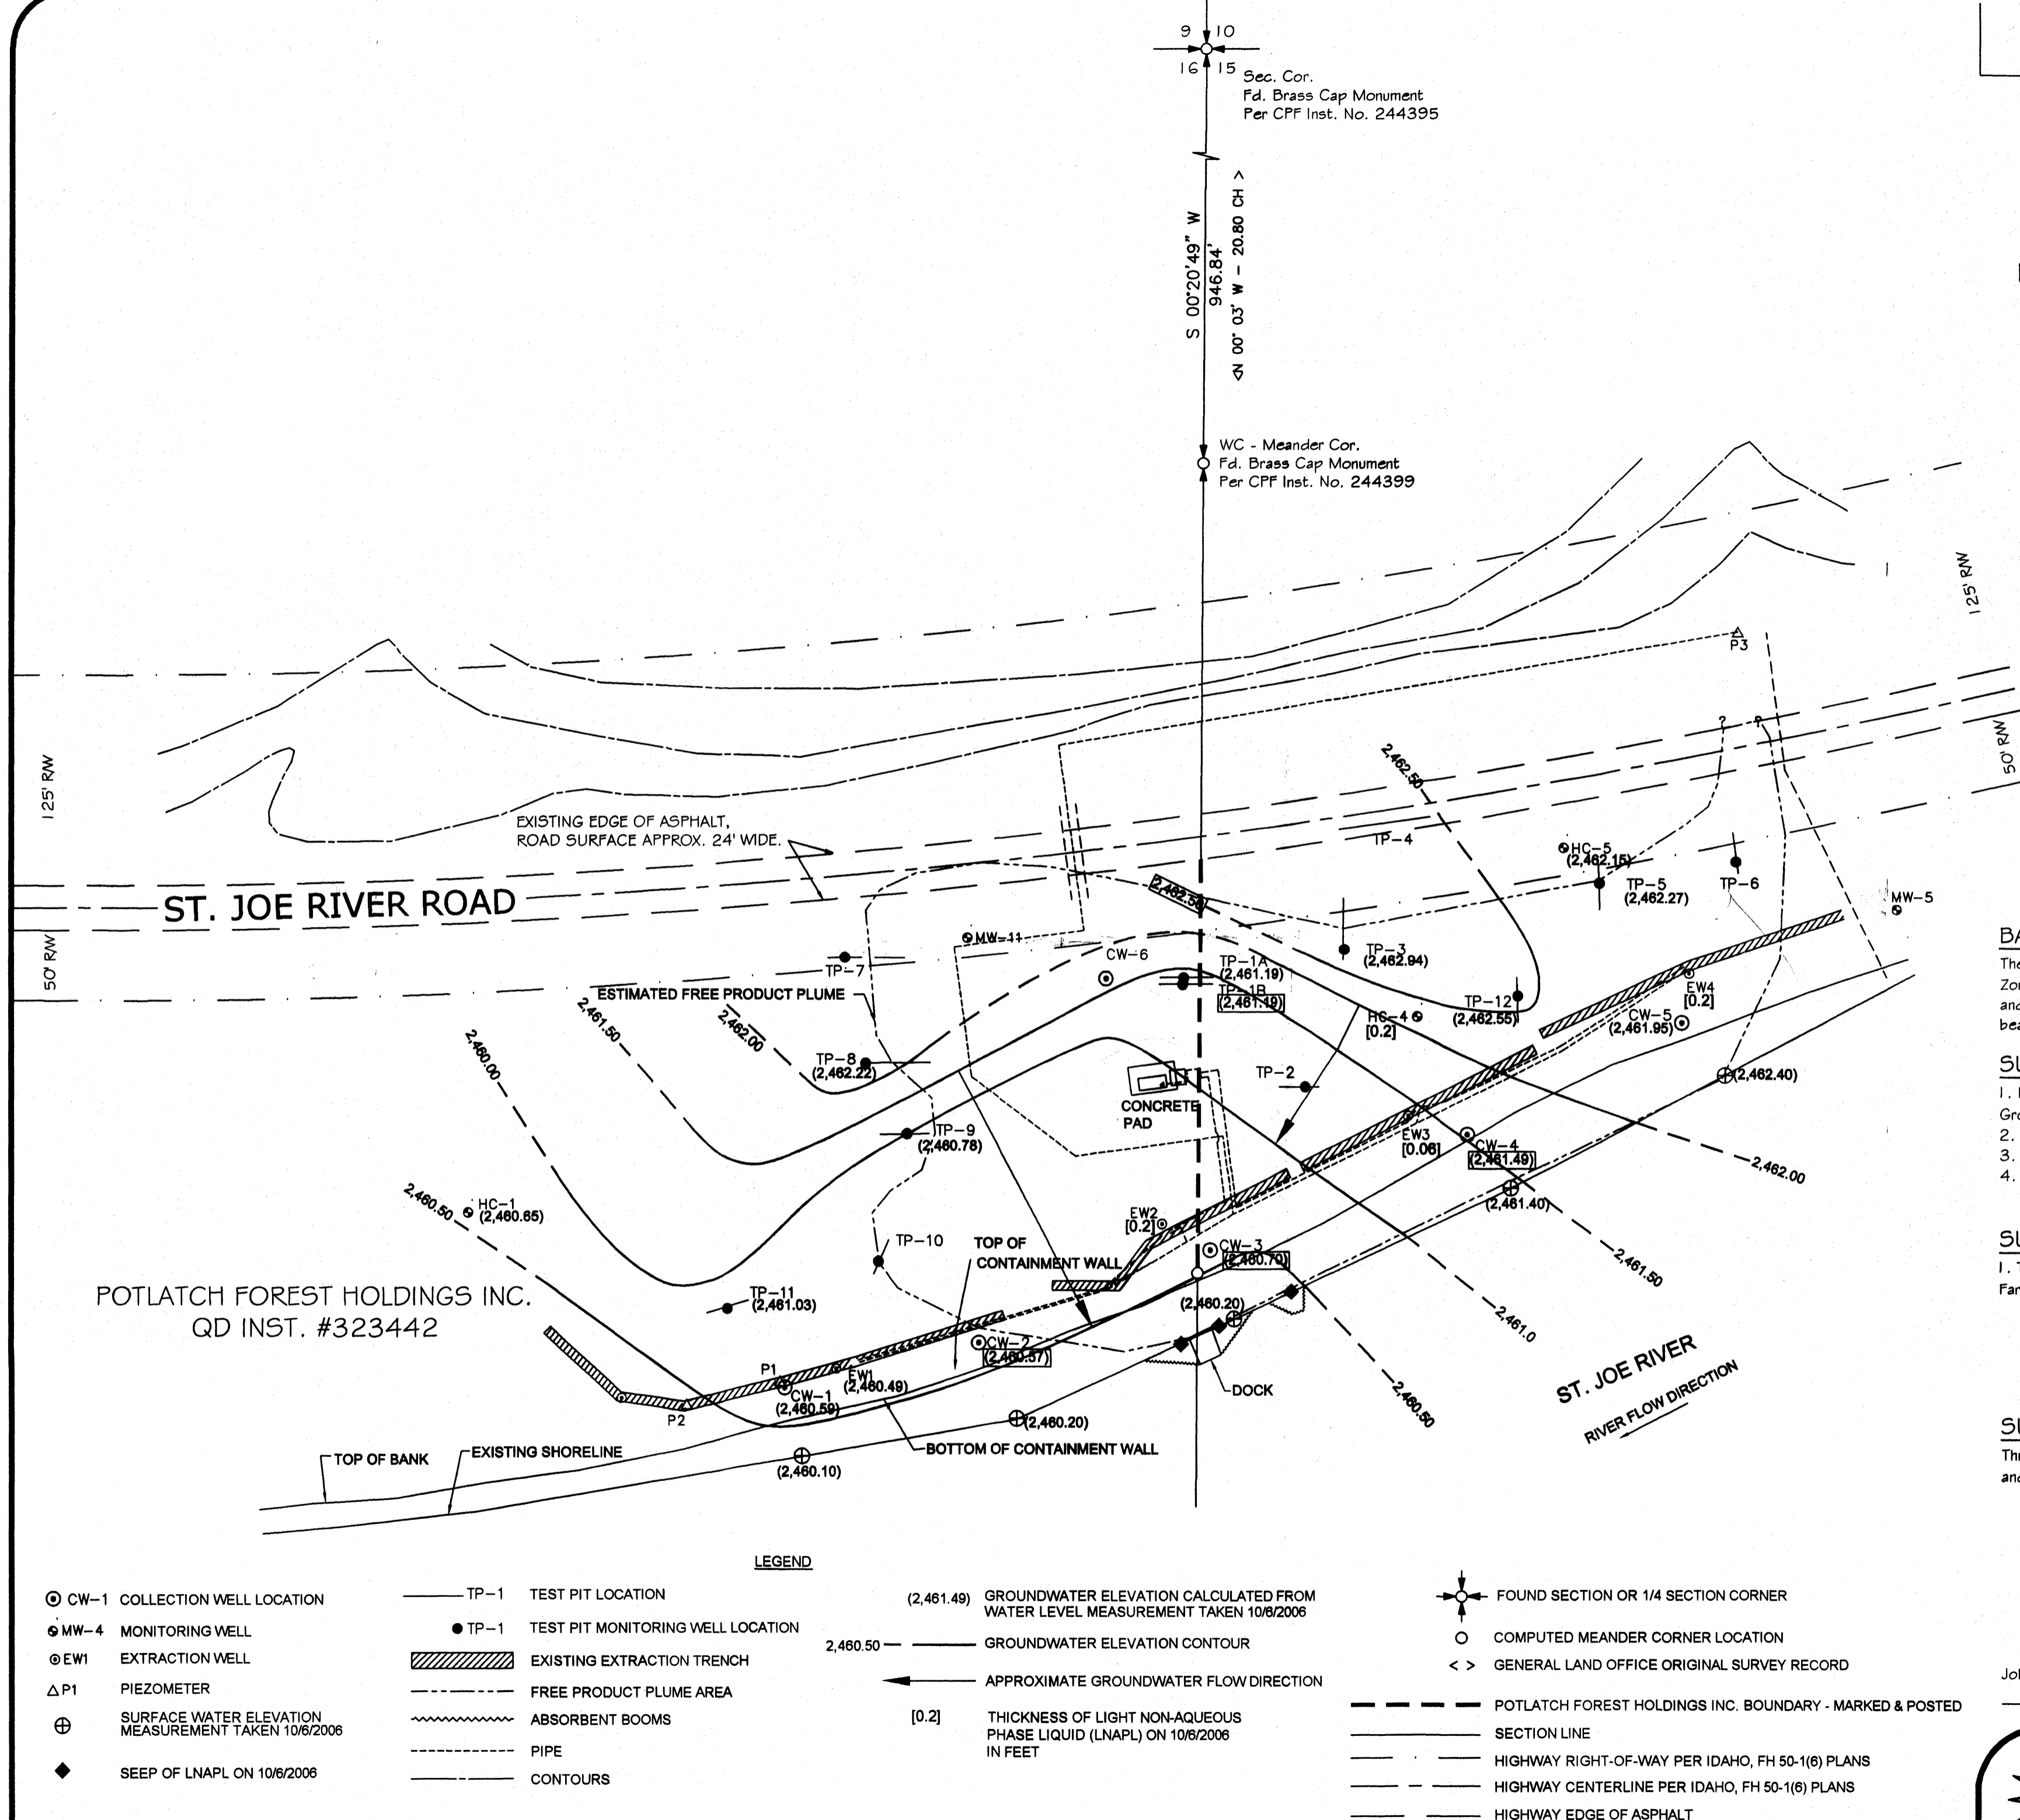 9 10
16 15
Sec. Cor.
Fd. Brass Cap Monument
Per CPF Inst. No. 244395
S 00°20'49" W
946.84'
<N 00° 03' W - 20.80 CH >
WC - Meander Cor.
Fd. Brass Cap Monument
Per CPF Inst. No. 244399
125' R/W
P3
50' R/W
125' R/W
2,462.50
EXISTING EDGE OF ASPHALT,
ROAD SURFACE APPROX. 24' WIDE.
TP-4
HC-5
(2,462.15)
TP-5
(2,462.27)
TP-6
MW-5
ST. JOE RIVER ROAD
50' R/W
2,462.50
MW-11
CW-6
TP-7
TP-1A
(2,461.19)
TP-1B
(2,461.19)
TP-3
(2,462.94)
TP-12
(2,462.55)
HC-4
[0.2]
EW4
[0.2]
CW-5
(2,461.95)
ESTIMATED FREE PRODUCT PLUME
2,461.50
2,462.00
2,460.00
TP-8
(2,462.22)
TP-2
(2,462.40)
CONCRETE
PAD
TP-9
(2,460.78)
EW3
[0.06]
CW-4
(2,461.49)
2,462.00
(2,461.40)
2,460.50
HC-1
(2,460.65)
EW2
[0.2]
TP-10
TOP OF
CONTAINMENT WALL
CW-3
(2,460.70)
2,461.50
POTLATCH FOREST HOLDINGS INC.
QD INST. #323442
TP-11
(2,461.03)
(2,460.20)
2,461.0
CW-2
(2,460.57)
P1
EW1
(2,460.49)
CW-1
(2,460.59)
P2
DOCK
2,460.50
ST. JOE RIVER
RIVER FLOW DIRECTION
(2,460.20)
BOTTOM OF CONTAINMENT WALL
TOP OF BANK
EXISTING SHORELINE
(2,460.10)
LEGEND
CW-1 COLLECTION WELL LOCATION
MW-4 MONITORING WELL
EW1 EXTRACTION WELL
P1 PIEZOMETER
SURFACE WATER ELEVATION
MEASUREMENT TAKEN 10/6/2006
SEEP OF LNAPL ON 10/6/2006
TP-1 TEST PIT LOCATION
TP-1 TEST PIT MONITORING WELL LOCATION
EXISTING EXTRACTION TRENCH
FREE PRODUCT PLUME AREA
ABSORBENT BOOMS
PIPE
CONTOURS
(2,461.49) GROUNDWATER ELEVATION CALCULATED FROM
WATER LEVEL MEASUREMENT TAKEN 10/6/2006
2,460.50 GROUNDWATER ELEVATION CONTOUR
APPROXIMATE GROUNDWATER FLOW DIRECTION
[0.2] THICKNESS OF LIGHT NON-AQUEOUS
PHASE LIQUID (LNAPL) ON 10/6/2006
IN FEET
FOUND SECTION OR 1/4 SECTION CORNER
COMPUTED MEANDER CORNER LOCATION
< > GENERAL LAND OFFICE ORIGINAL SURVEY RECORD
POTLATCH FOREST HOLDINGS INC. BOUNDARY - MARKED & POSTED
SECTION LINE
HIGHWAY RIGHT-OF-WAY PER IDAHO, FH 50-1(6) PLANS
HIGHWAY CENTERLINE PER IDAHO, FH 50-1(6) PLANS
HIGHWAY EDGE OF ASPHALT
1.
2.
3.
4.
1.